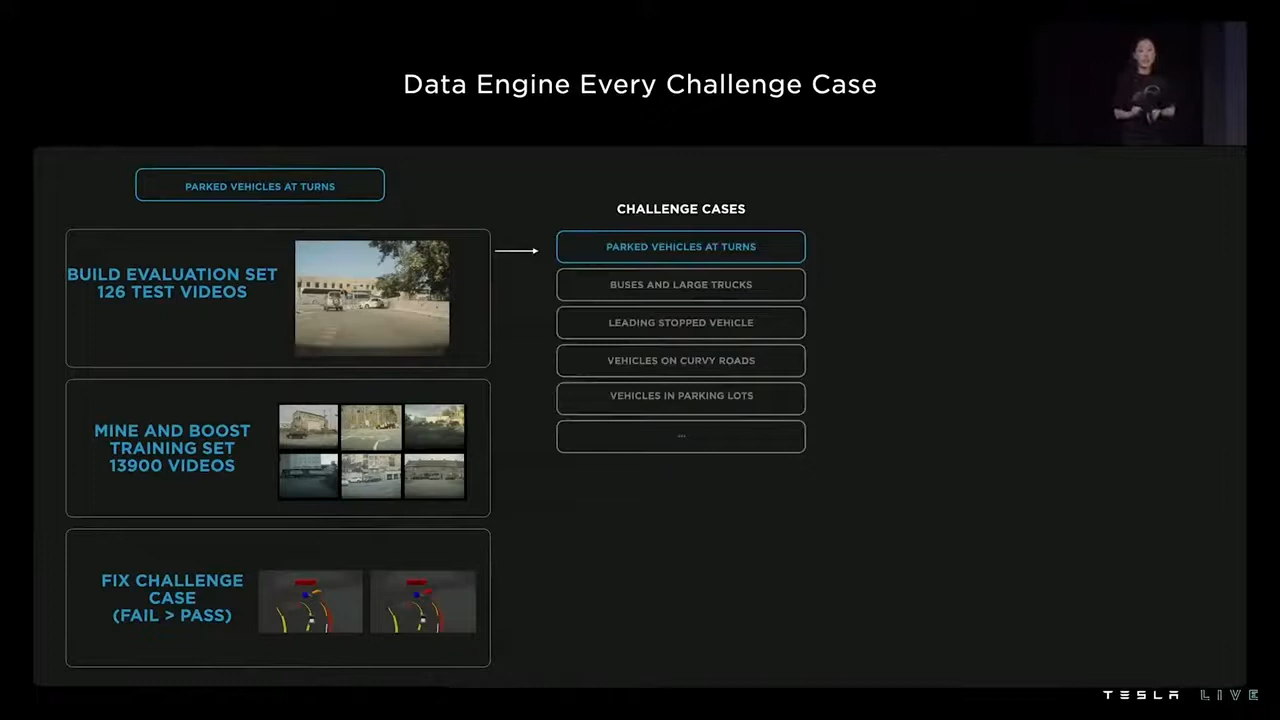 Data Engine Every Challenge Case
PARKED VEHICLES AT TURNS
BUILD EVALUATION SET
126 TEST VIDEOS
MINE AND BOOST
TRAINING SET
13900 VIDEOS
FIX CHALLENGE
CASE
(FAIL > PASS)
CHALLENGE CASES
PARKED VEHICLES AT TURNS
BUSES AND LARGE TRUCKS
LEADING STOPPED VEHICLE
VEHICLES ON CURVY ROADS
VEHICLES IN PARKING LOTS
...
TESLA LIVE